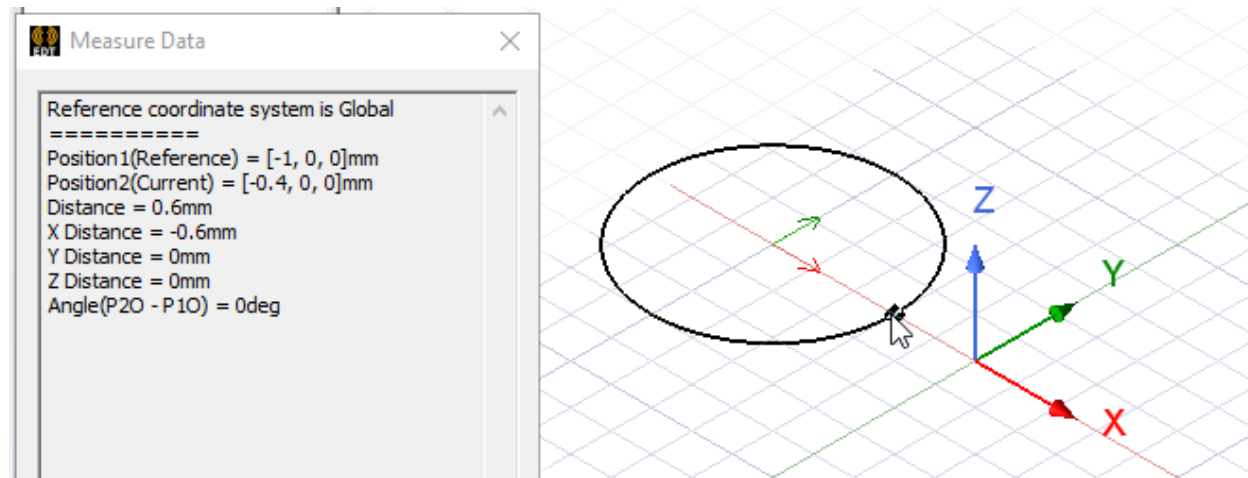 EDT
Measure Data
Reference coordinate system is Global
==========
Position1(Reference) = [-1, 0, 0]mm
Position2(Current) = [-0.4, 0, 0]mm
Distance = 0.6mm
X Distance = -0.6mm
Y Distance = 0mm
Z Distance = 0mm
Angle(P2O - P1O) = 0deg
Z
Y
X